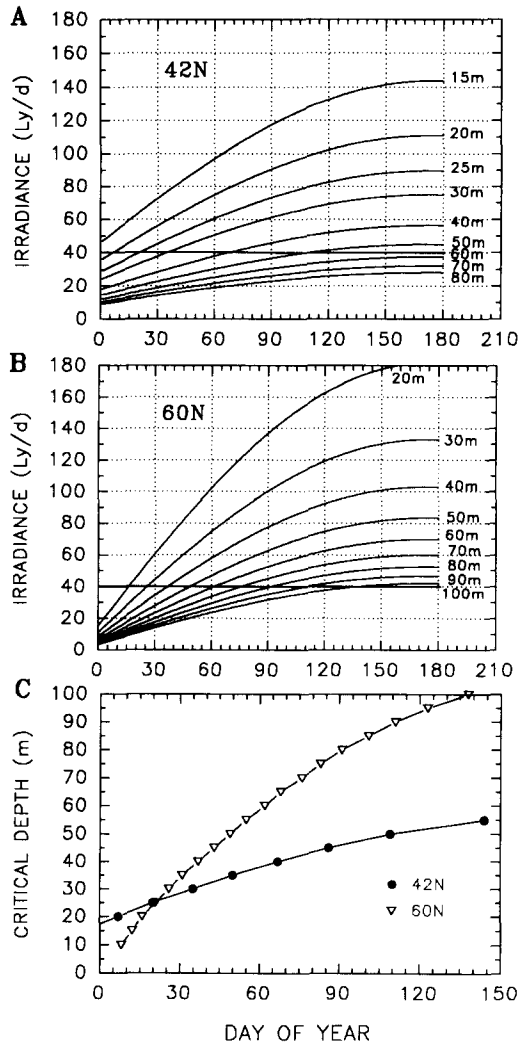 A
42N
IRRADIANCE (Ly/d)
180
160
140
120
100
80
60
40
20
0
15m
20m
25m
30m
40m
50m
60m
70m
80m
0 30 60 90 120 150 180 210
B
60N
IRRADIANCE (Ly/d)
180
160
140
120
100
80
60
40
20
0
20m
30m
40m
50m
60m
70m
80m
90m
100m
0 30 60 90 120 150 180 210
C
CRITICAL DEPTH (m)
100
90
80
70
60
50
40
30
20
10
0
42N
60N
0 30 60 90 120 150
DAY OF YEAR